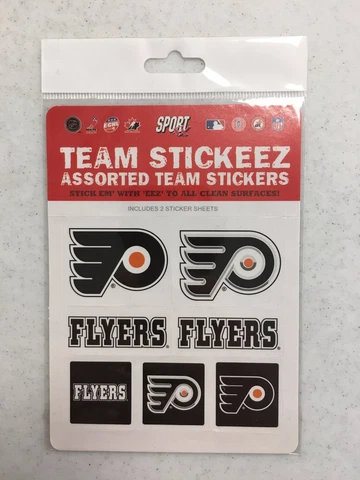 SPORT
TEAM STICKEEZ
ASSORTED TEAM STICKERS
STICK EM' WITH 'EEZ' TO ALL CLEAN SURFACES!
INCLUDES 2 STICKER SHEETS
FLYERS FLYERS
FLYERS